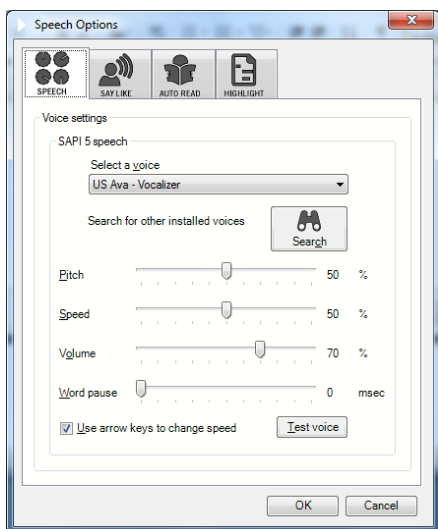 Speech Options
SPEECH
SAY LIKE
AUTO READ
HIGHLIGHT
Voice settings
SAPI 5 speech
Select a voice
US Ava - Vocalizer
Search for other installed voices
Search
Pitch 50 %
Speed 50 %
Volume 70 %
Word pause 0 msec
Use arrow keys to change speed
Test voice
OK Cancel